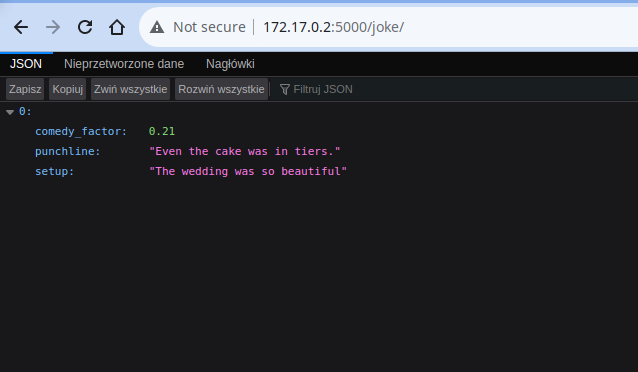 Not secure 172.17.0.2:5000/joke/
JSON Nieprzetworzone dane Nagłówki
Zapisz Kopiuj Zwiń wszystkie Rozwiń wszystkie Filtruj JSON
0:
comedy_factor: 0.21
punchline: "Even the cake was in tiers."
setup: "The wedding was so beautiful"